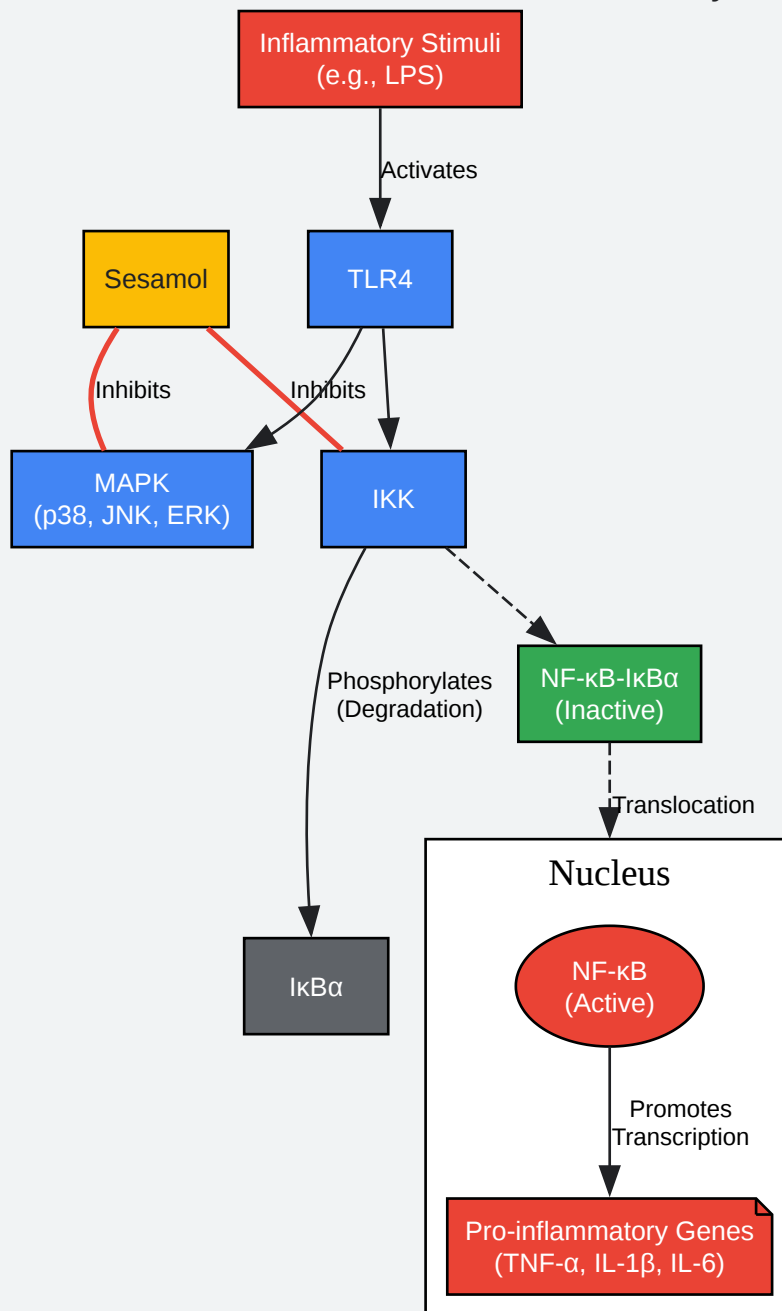 Inflammatory Stimuli
(e.g., LPS)
Activates
Sesamol
TLR4
Inhibits
Inhibits
MAPK
(p38, JNK, ERK)
IKK
Phosphorylates
(Degradation)
NF-κB-IκBα
(Inactive)
Translocation
Nucleus
IκBα
NF-κB
(Active)
Promotes
Transcription
Pro-inflammatory Genes
(TNF-α, IL-1β, IL-6)